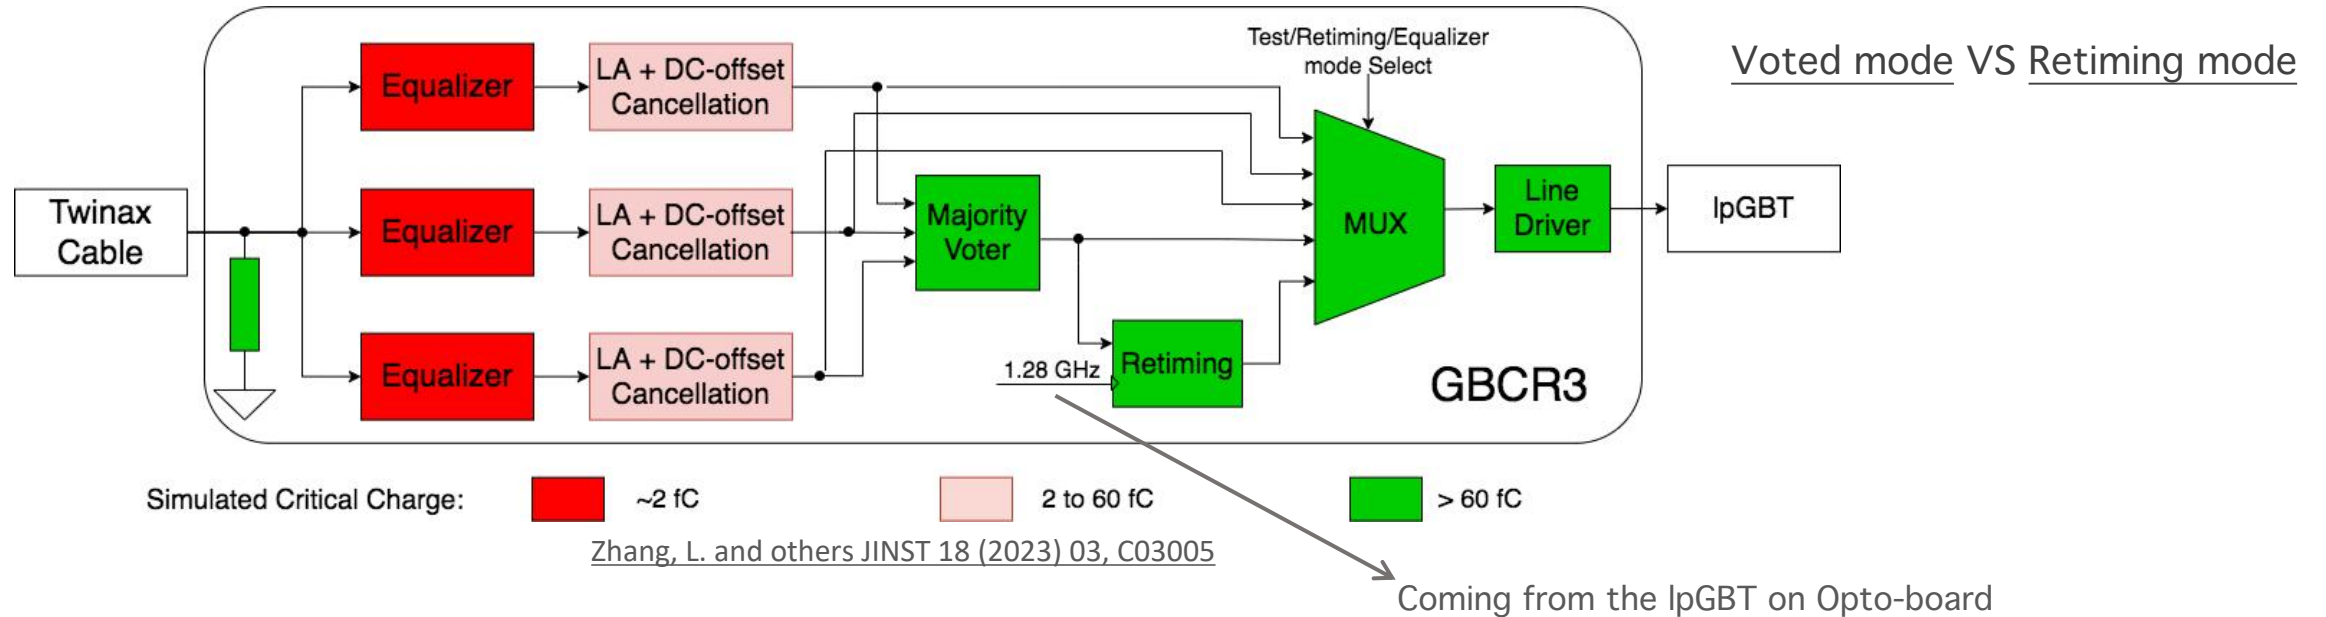 Test/Retiming/Equalizer
mode Select
Voted mode VS Retiming mode
Equalizer
LA + DC-offset
Cancellation
Twinax
Cable
Equalizer
LA + DC-offset
Cancellation
Majority
Voter
MUX
Line
Driver
lpGBT
Equalizer
LA + DC-offset
Cancellation
1.28 GHz
Retiming
GBCR3
Simulated Critical Charge:
~2 fC
2 to 60 fC
> 60 fC
Zhang, L. and others JINST 18 (2023) 03, C03005
Coming from the lpGBT on Opto-board